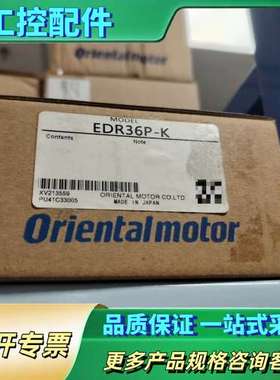 工控配件
MODEL
EDR36P-K
Contents
Note
XV213559
ORIENTAL MOTOR CO.LTD
PU41C33005
MADE IN JAPAN
Orientalmotor
开专票
品质保证 一站式采
更多产品规格咨询客